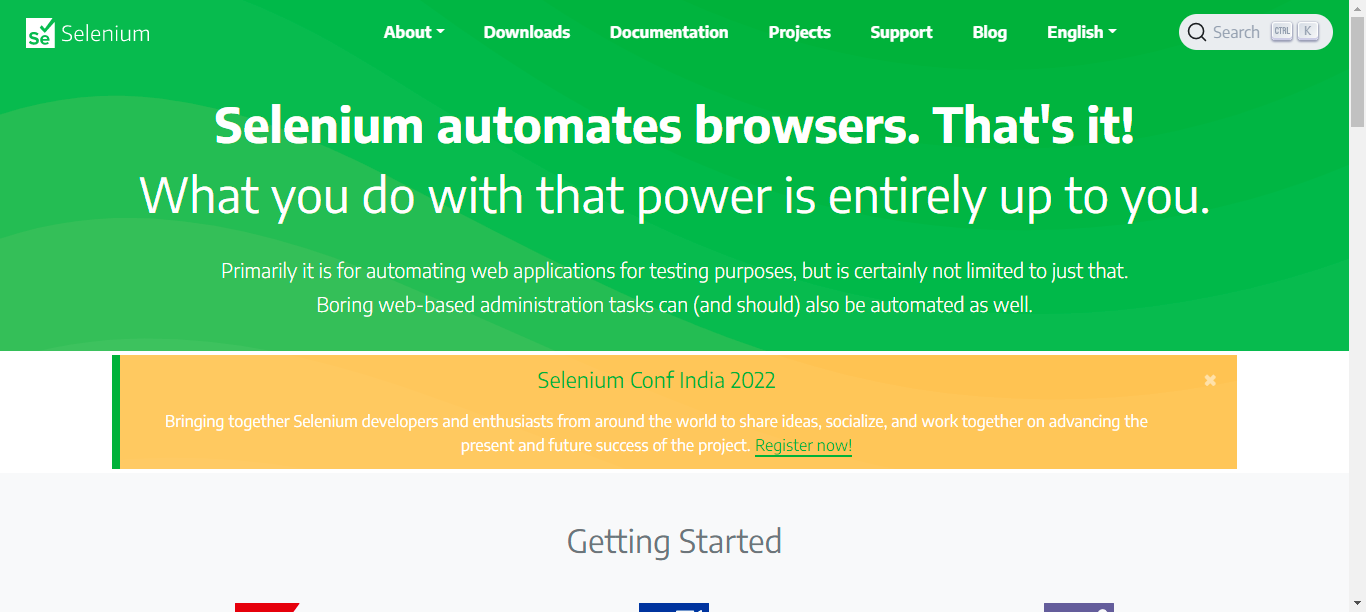 Se Selenium
About Downloads Documentation Projects Support Blog English Search CTRL K
Selenium automates browsers. That's it!
What you do with that power is entirely up to you.
Primarily it is for automating web applications for testing purposes, but is certainly not limited to just that.
Boring web-based administration tasks can (and should) also be automated as well.
Selenium Conf India 2022
Bringing together Selenium developers and enthusiasts from around the world to share ideas, socialize, and work together on advancing the
present and future success of the project. Register now!
Getting Started